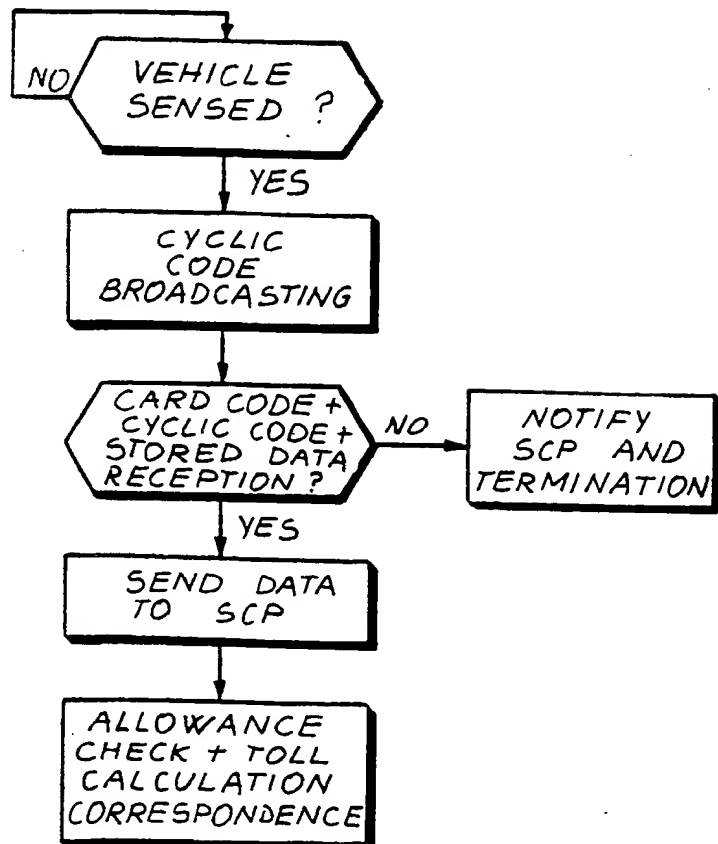 NO
VEHICLE
SENSED ?
YES
CYCLIC
CODE
BROADCASTING
CARD CODE +
CYCLIC CODE +
STORED DATA
RECEPTION ?
NO
NOTIFY
SCP AND
TERMINATION
YES
SEND DATA
TO SCP
ALLOWANCE
CHECK + TOLL
CALCULATION
CORRESPONDENCE